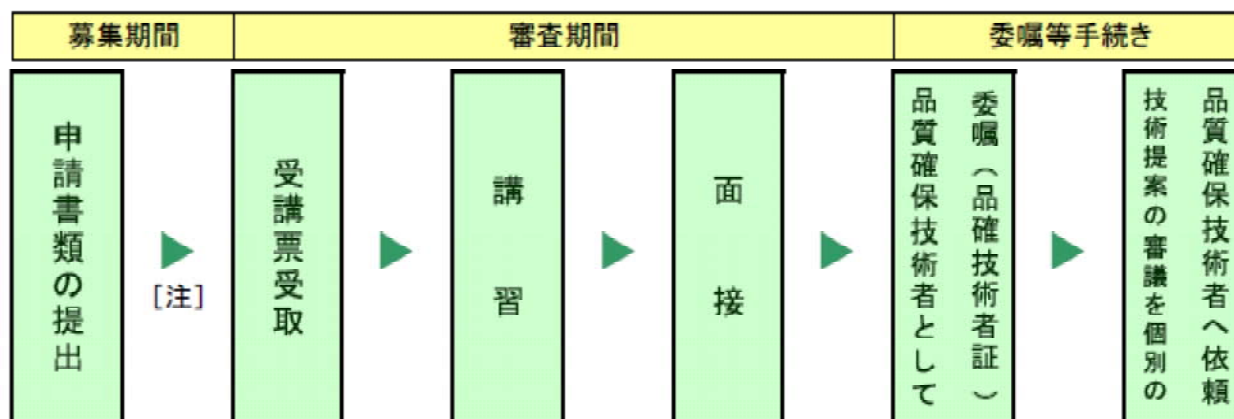 募集期間
審査期間
委嘱等手続き
申請書類の提出
[注]
受講票受取
講習
面接
品質確保技術者として
委嘱（品確技術者証）
技術提案の審議を個別の
品質確保技術者へ依頼